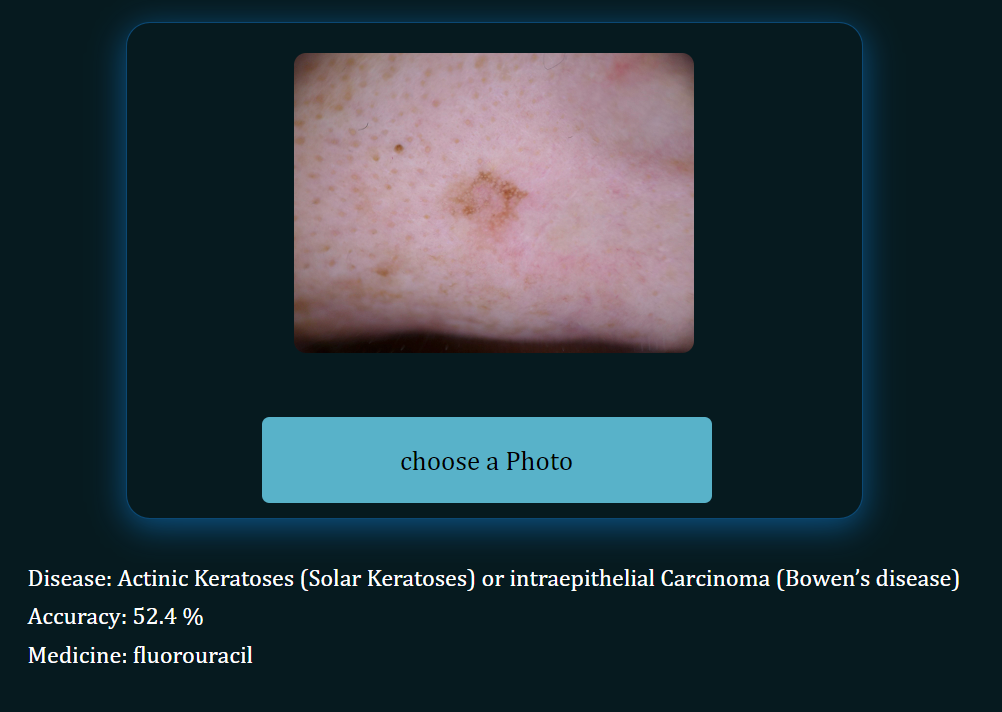 choose a Photo
Disease: Actinic Keratoses (Solar Keratoses) or intraepithelial Carcinoma (Bowen’s disease)
Accuracy: 52.4 %
Medicine: fluorouracil